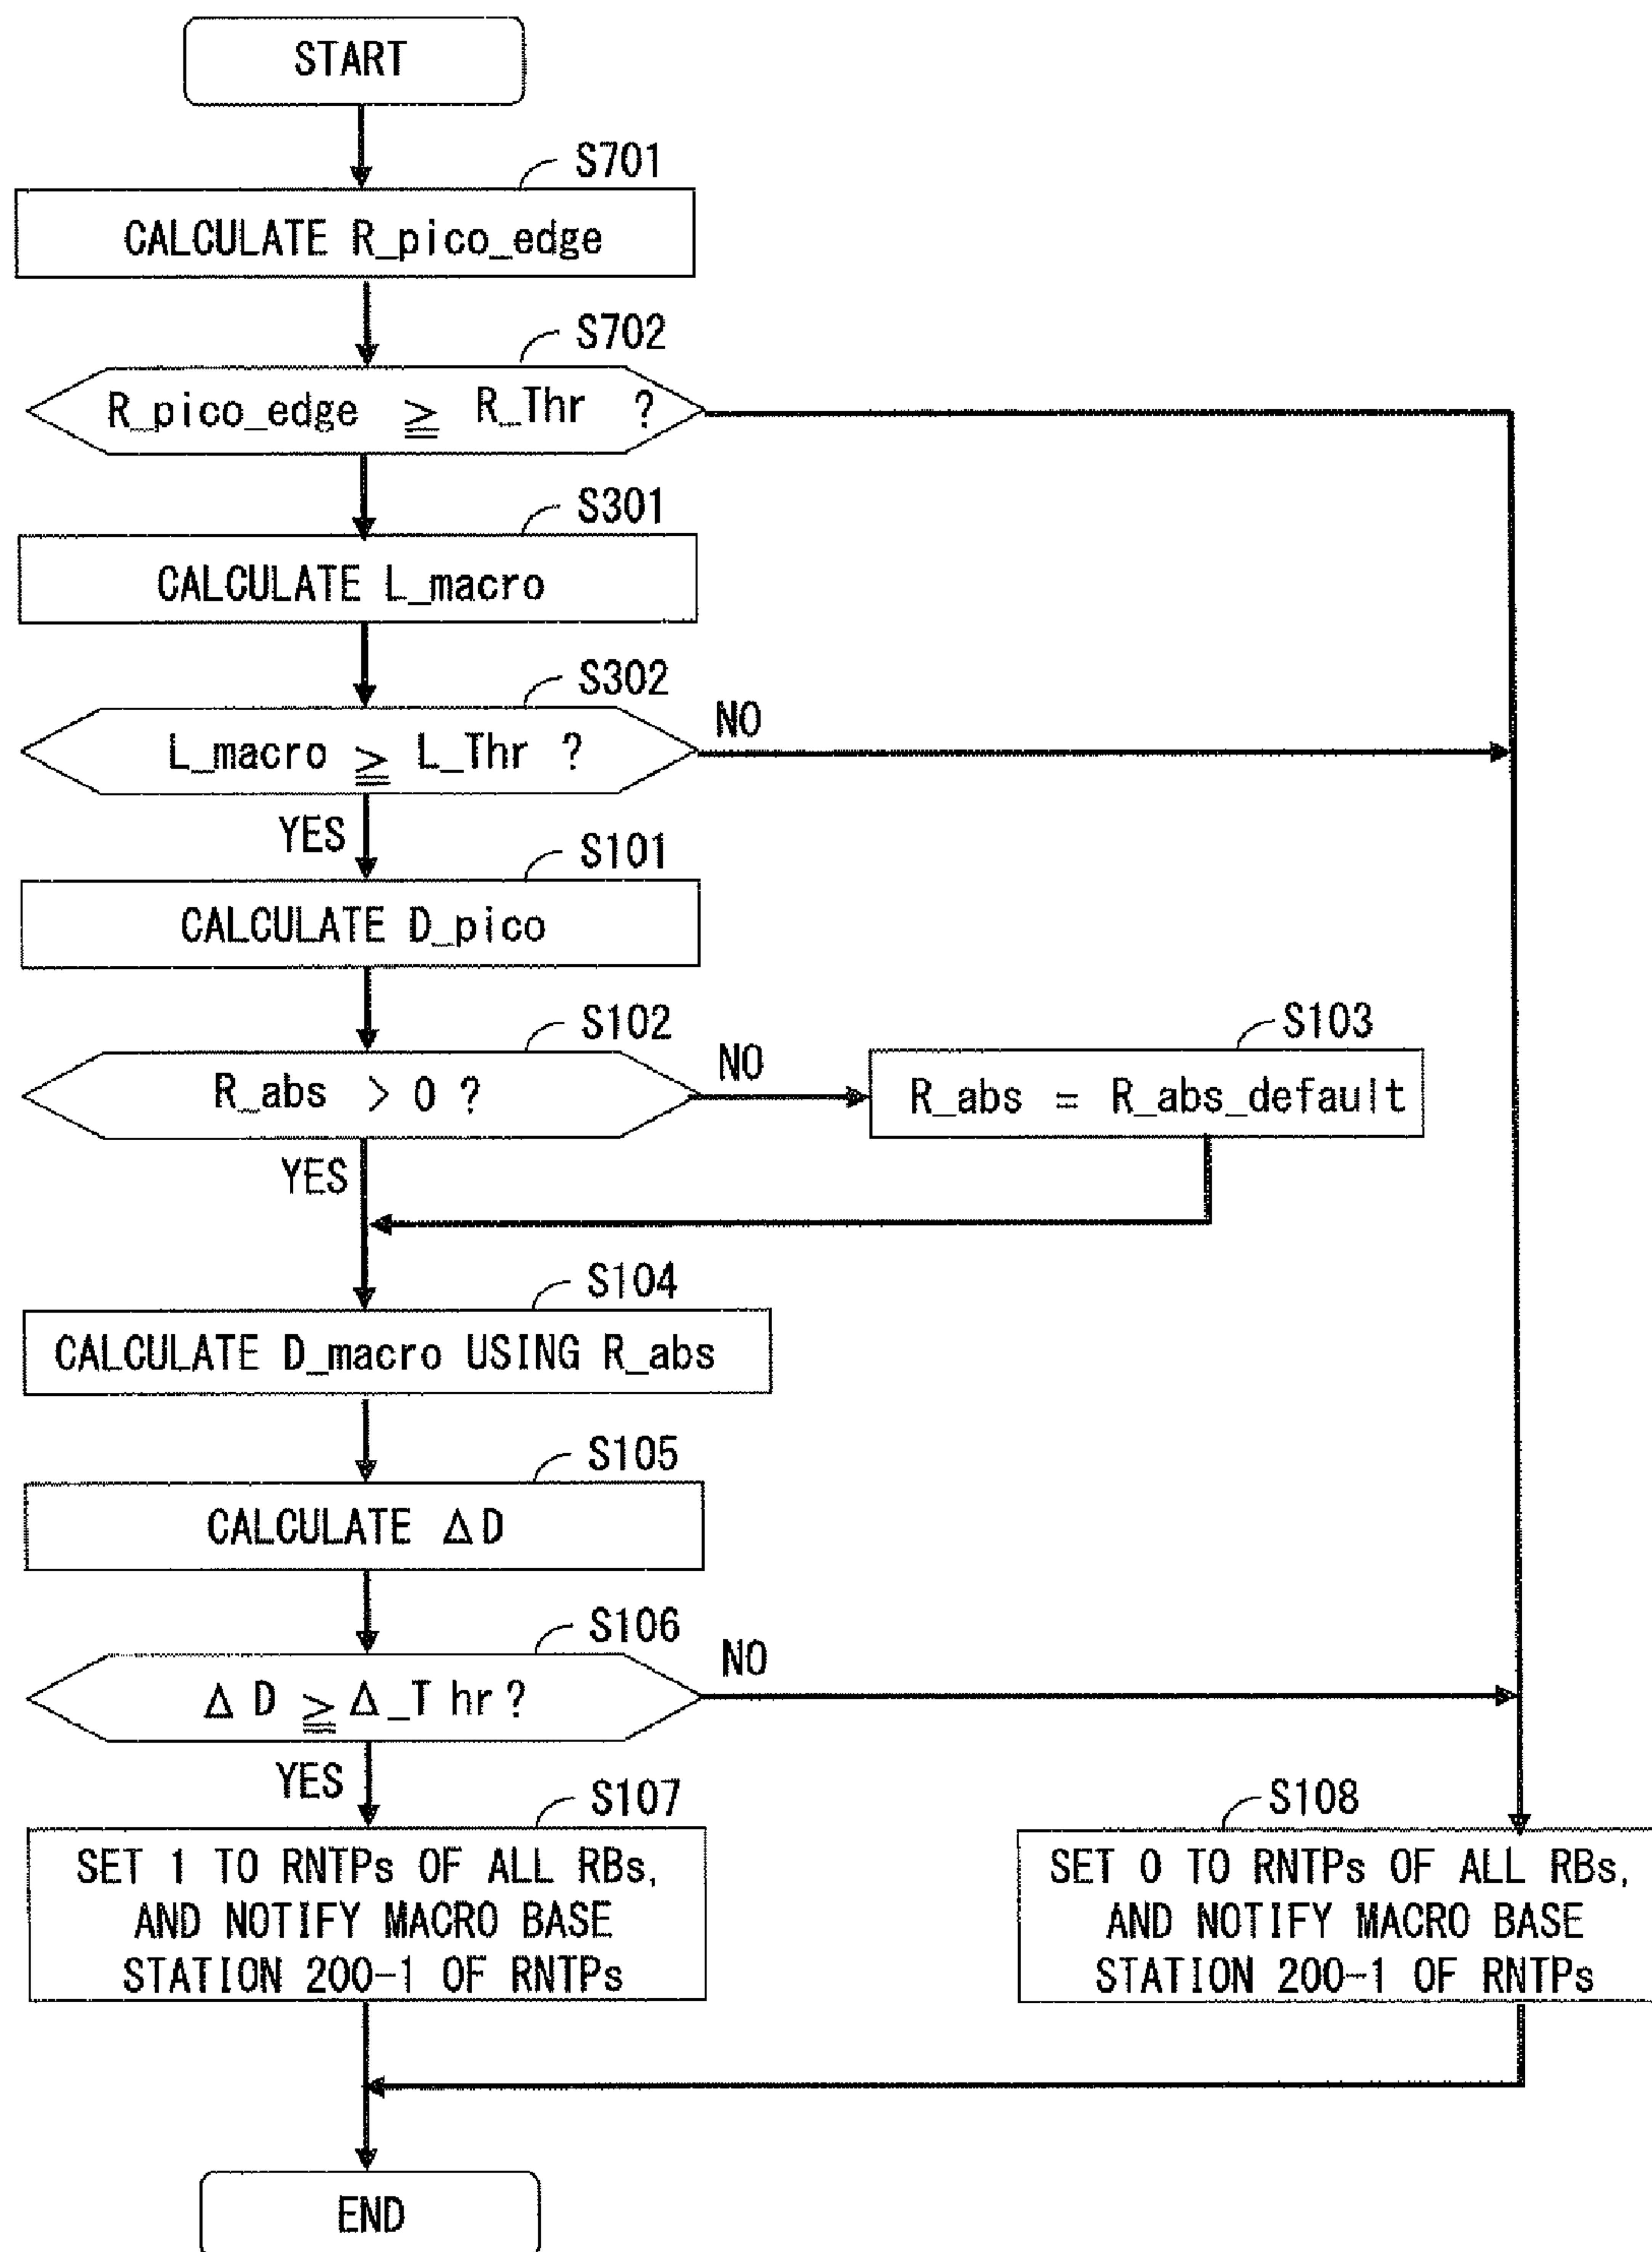 START
S701
CALCULATE R_pico_edge
S702
R_pico_edge ≧ R_Thr ?
S301
CALCULATE L_macro
S302
L_macro ≧ L_Thr ?
NO
YES
S101
CALCULATE D_pico
S102
R_abs > 0 ?
NO
S103
R_abs = R_abs_default
YES
S104
CALCULATE D_macro USING R_abs
S105
CALCULATE Δ D
S106
Δ D ≧ Δ_T hr ?
NO
YES
S107
SET 1 TO RNTPs OF ALL RBs,
AND NOTIFY MACRO BASE
STATION 200-1 OF RNTPs
S108
SET 0 TO RNTPs OF ALL RBs,
AND NOTIFY MACRO BASE
STATION 200-1 OF RNTPs
END